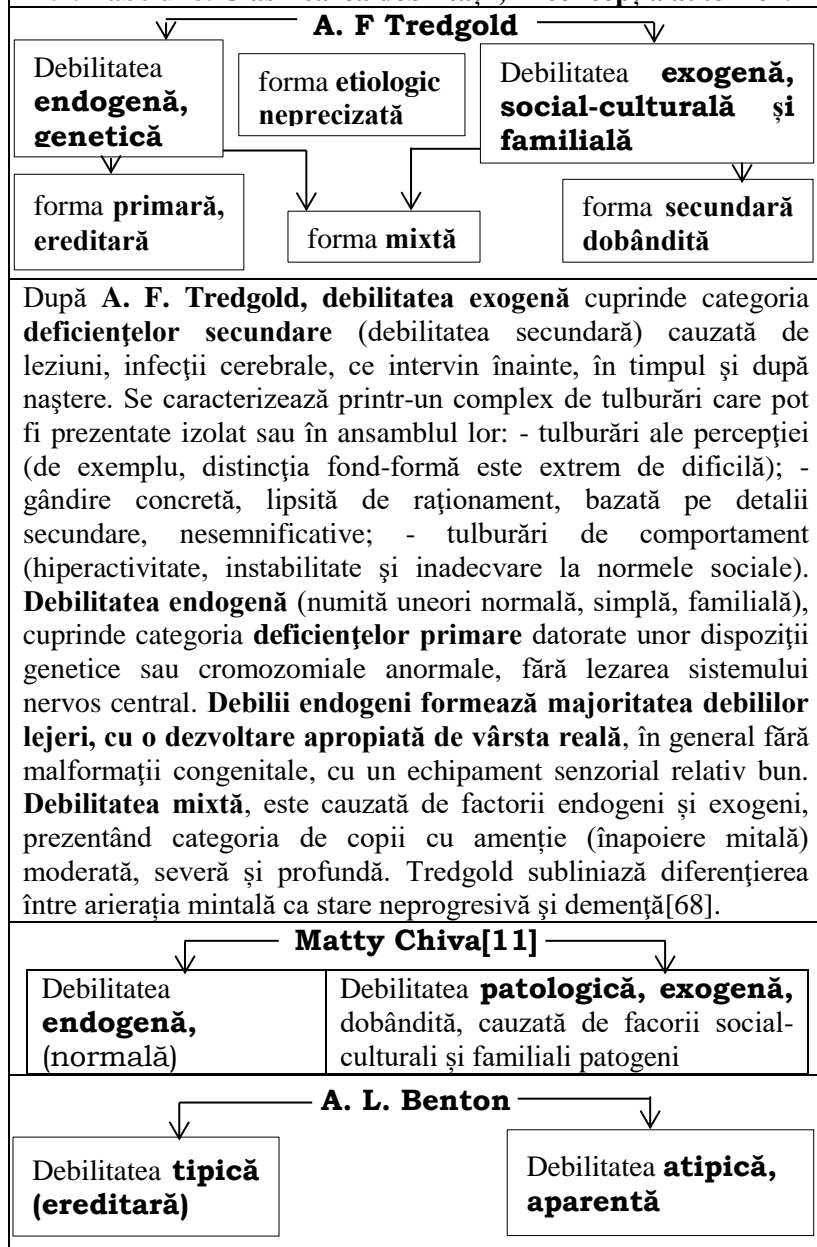 A. F Tredgold
Debilitatea
endogenă,
genetică
forma etiologic
neprecizată
Debilitatea exogenă,
social-culturală și
familială
forma primară,
ereditară
forma mixtă
forma secundară
dobândită
După A. F. Tredgold, debilitatea exogenă cuprinde categoria
deficienţelor secundare (debilitatea secundară) cauzată de
leziuni, infecţii cerebrale, ce intervin înainte, în timpul şi după
naştere. Se caracterizează printr-un complex de tulburări care pot
fi prezentate izolat sau în ansamblul lor: - tulburări ale percepţiei
(de exemplu, distincţia fond-formă este extrem de dificilă); -
gândire concretă, lipsită de raţionament, bazată pe detalii
secundare, nesemnificative; - tulburări de comportament
(hiperactivitate, instabilitate şi inadecvare la normele sociale).
Debilitatea endogenă (numită uneori normală, simplă, familială),
cuprinde categoria deficienţelor primare datorate unor dispoziţii
genetice sau cromozomiale anormale, fără lezarea sistemului
nervos central. Debilii endogeni formează majoritatea debililor
lejeri, cu o dezvoltare apropiată de vârsta reală, în general fără
malformaţii congenitale, cu un echipament senzorial relativ bun.
Debilitatea mixtă, este cauzată de factorii endogeni și exogeni,
prezentând categoria de copii cu amenție (înapoiere mitală)
moderată, severă și profundă. Tredgold subliniază diferenţierea
între arierația mintală ca stare neprogresivă şi demenţă[68].
Matty Chiva[11]
Debilitatea
endogenă,
(normală)
Debilitatea patologică, exogenă,
dobândită, cauzată de facorii social-
culturali și familiali patogeni
A. L. Benton
Debilitatea tipică
(ereditară)
Debilitatea atipică,
aparentă